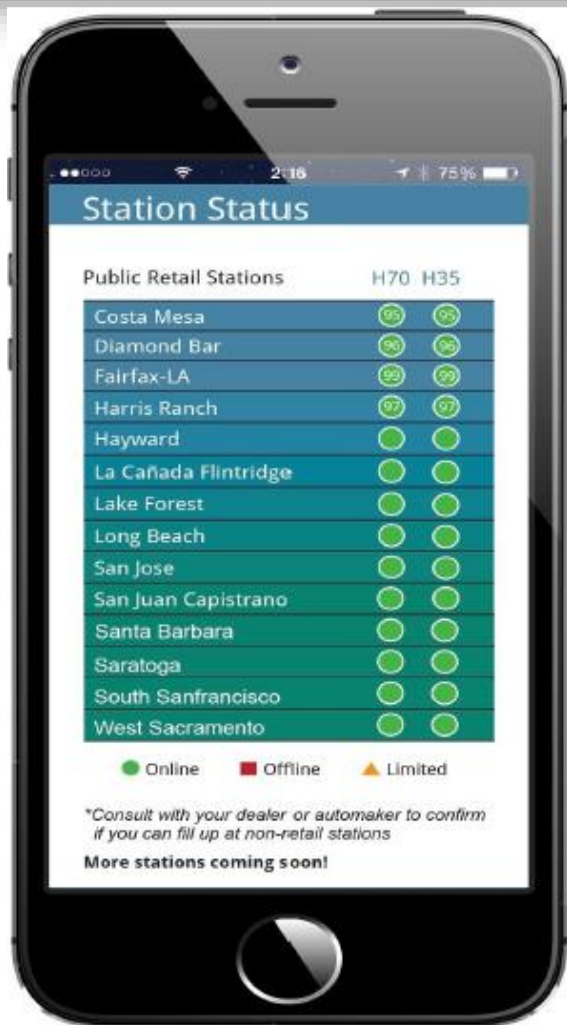 2:16 75%
Station Status
Public Retail Stations H70 H35
Costa Mesa 95 95
Diamond Bar 96 96
Fairfax-LA 99 99
Harris Ranch 97 97
Hayward
La Cañada Flintridge
Lake Forest
Long Beach
San Jose
San Juan Capistrano
Santa Barbara
Saratoga
South Sanfrancisco
West Sacramento
Online Offline Limited
*Consult with your dealer or automaker to confirm
if you can fill up at non-retail stations
More stations coming soon!